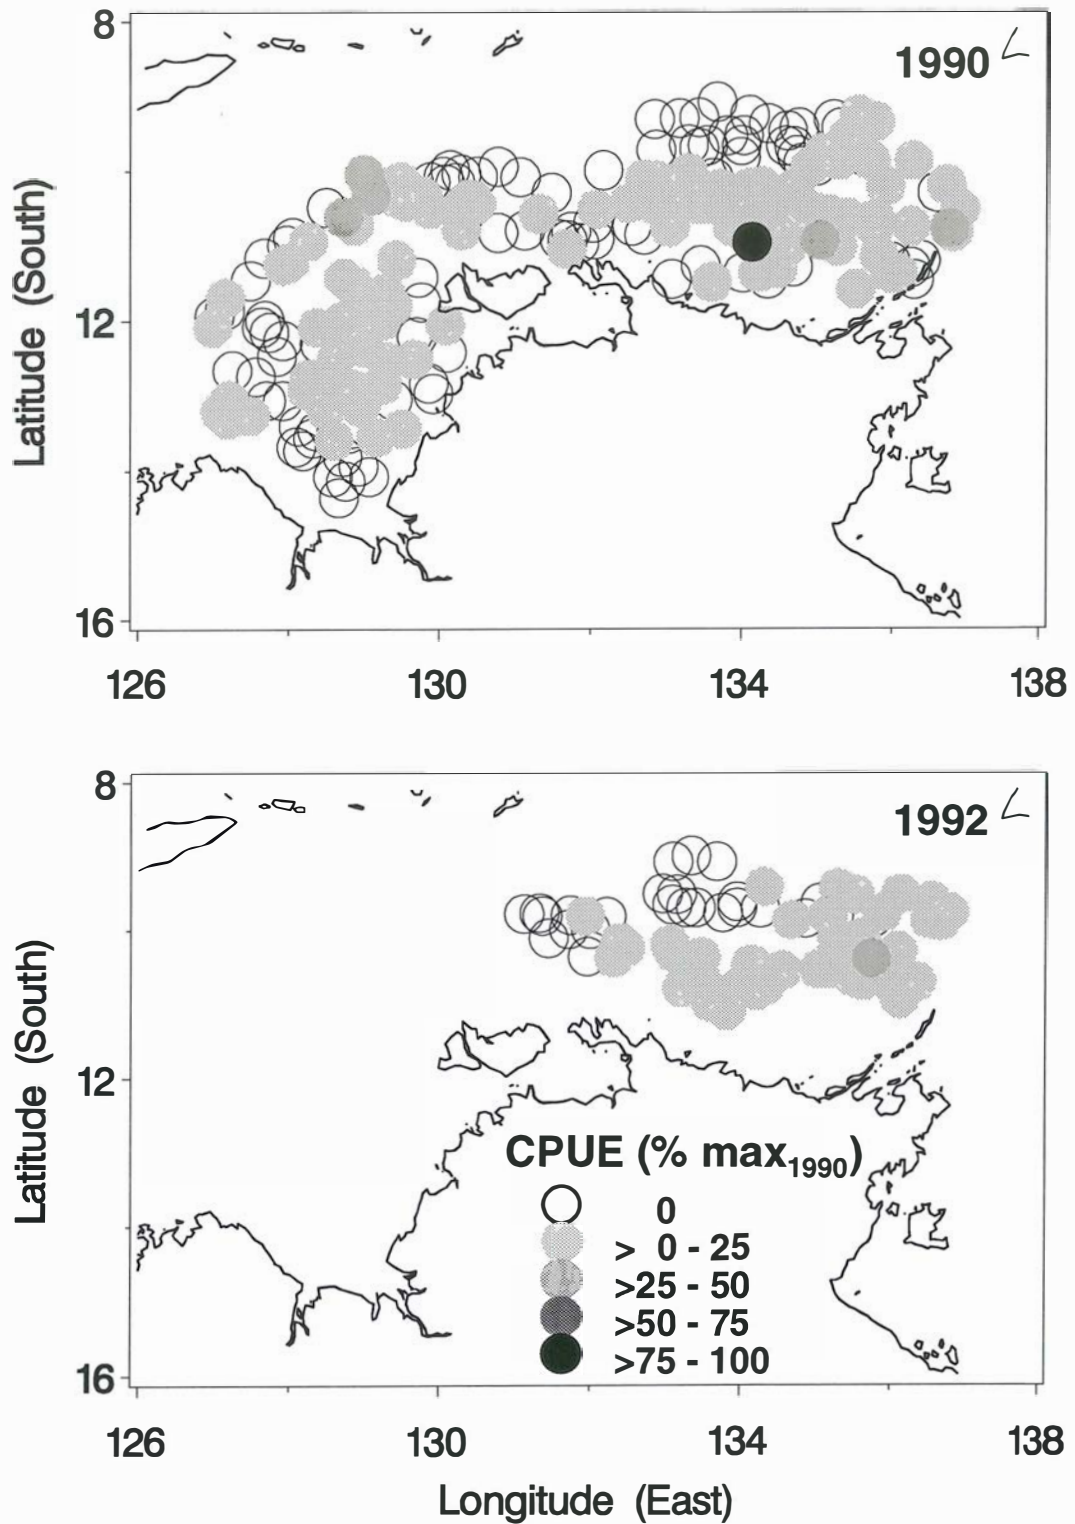 8
1990
12
16
Latitude (South)
126 130 134 138
8
1992
12
16
Latitude (South)
CPUE (% max1990)
0
> 0 - 25
>25 - 50
>50 - 75
>75 - 100
126 130 134 138
Longitude (East)